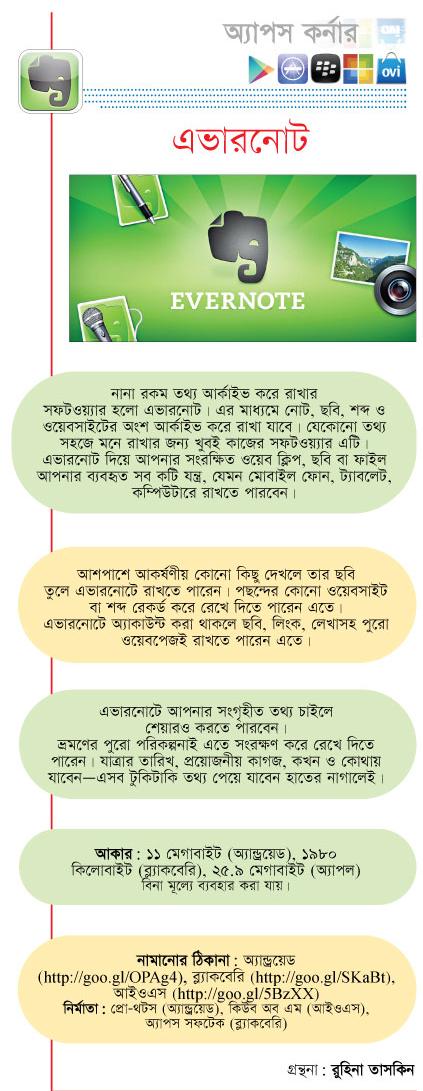 অ্যাপস কর্নার
ovi
এভারনোট
EVERNOTE
নানা রকম তথ্য আর্কাইভ করে রাখার
সফটওয়্যার হলো এভারনোট। এর মাধ্যমে নোট, ছবি, শব্দ ও
ওয়েবসাইটের অংশ আর্কাইভ করে রাখা যাবে। যেকোনো তথ্য
সহজে মনে রাখার জন্য খুবই কাজের সফটওয়্যার এটি।
এভারনোট দিয়ে আপনার সংরক্ষিত ওয়েব ক্লিপ, ছবি বা ফাইল
আপনার ব্যবহৃত সব কটি যন্ত্র, যেমন মোবাইল ফোন, ট্যাবলেট,
কম্পিউটারে রাখতে পারবেন।
আশপাশে আকর্ষণীয় কোনো কিছু দেখলে তার ছবি
তুলে এভারনোটে রাখতে পারেন। পছন্দের কোনো ওয়েবসাইট
বা শব্দ রেকর্ড করে রেখে দিতে পারেন এতে।
এভারনোটে অ্যাকাউন্ট করা থাকলে ছবি, লিংক, লেখাসহ পুরো
ওয়েবপেজই রাখতে পারেন এতে।
এভারনোটে আপনার সংগৃহীত তথ্য চাইলে
শেয়ারও করতে পারবেন।
ভ্রমণের পুরো পরিকল্পনাই এতে সংরক্ষণ করে রেখে দিতে
পারেন। যাত্রার তারিখ, প্রয়োজনীয় কাগজ, কখন ও কোথায়
যাবেন—এসব টুকিটাকি তথ্য পেয়ে যাবেন হাতের নাগালেই।
আকার : ১১ মেগাবাইট (অ্যান্ড্রয়েড), ১৯৮০
কিলোবাইট (ব্ল্যাকবেরি), ২৫.৯ মেগাবাইট (অ্যাপল)
বিনা মূল্যে ব্যবহার করা যায়।
নামানোর ঠিকানা : অ্যান্ড্রয়েড
(http://goo.gl/OPAg4), ব্ল্যাকবেরি (http://goo.gl/SKaBt),
আইওএস (http://goo.gl/5BzXX)
নির্মাতা : প্রো-থটস (অ্যান্ড্রয়েড), কিউব অব এম (আইওএস),
অ্যাপস সফটেক (ব্ল্যাকবেরি)
গ্রন্থনা : রুহিনা তাসকিন